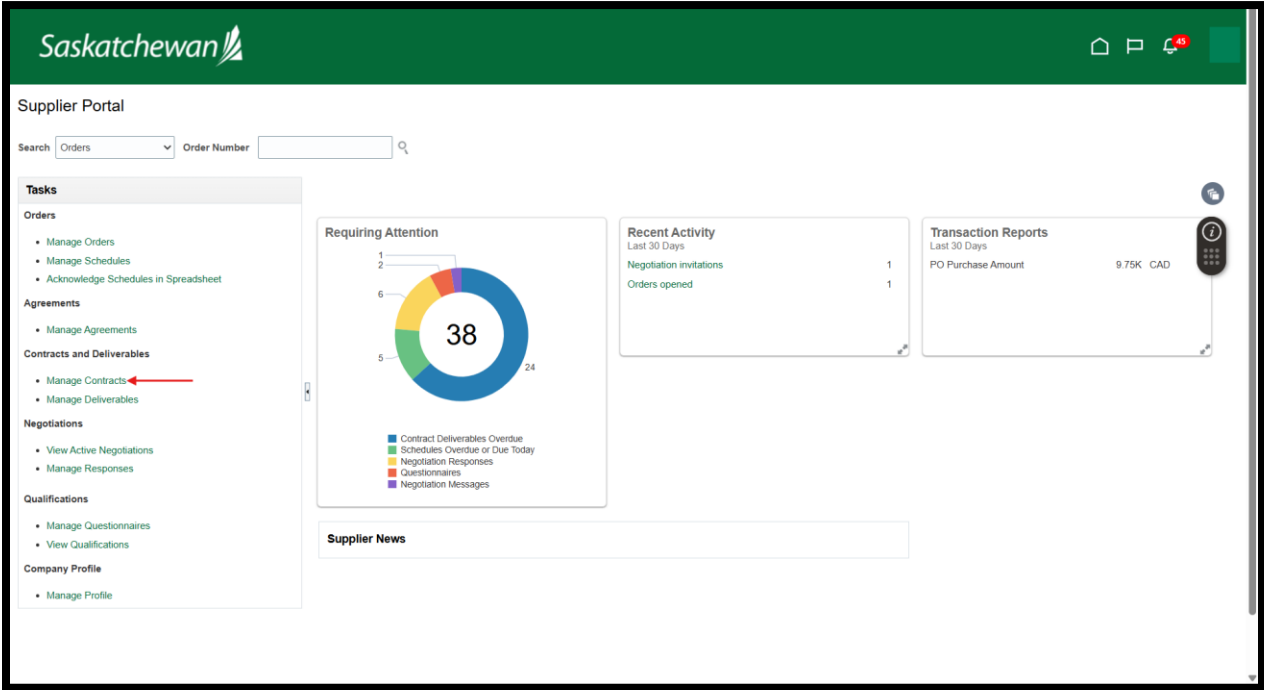 Saskatchewan
45
Supplier Portal
Search Orders Order Number
Tasks
Orders
Manage Orders
Manage Schedules
Acknowledge Schedules in Spreadsheet
Agreements
Manage Agreements
Contracts and Deliverables
Manage Contracts
Manage Deliverables
Negotiations
View Active Negotiations
Manage Responses
Qualifications
Manage Questionnaires
View Qualifications
Company Profile
Manage Profile
Requiring Attention
1
2
6
5
24
38
Contract Deliverables Overdue
Schedules Overdue or Due Today
Negotiation Responses
Questionnaires
Negotiation Messages
Recent Activity
Last 30 Days
Negotiation invitations 1
Orders opened 1
Transaction Reports
Last 30 Days
PO Purchase Amount 9.75K CAD
i
Supplier News